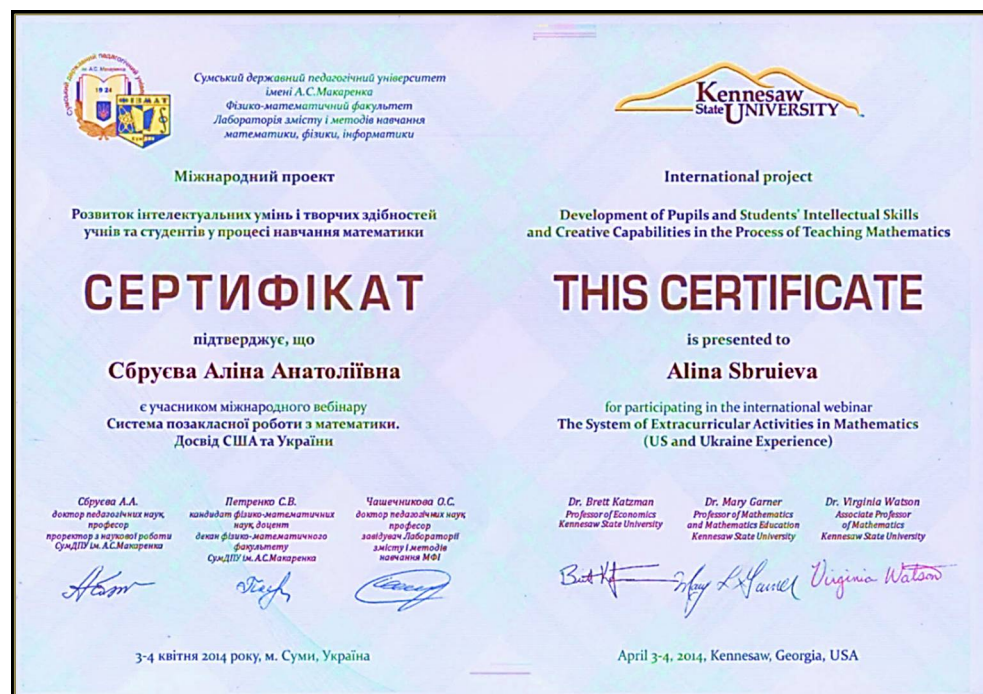 Сумський державний педагогічний університет
імені А.С.Макаренка
Фізико-математичний факультет
Лабораторія змісту і методів навчання
математики, фізики, інформатики
1924
ФІЗМАТ
Міжнародний проект
Розвиток інтелектуальних умінь і творчих здібностей
учнів та студентів у процесі навчання математики
СЕРТИФІКАТ
підтверджує, що
Сбруєва Аліна Анатоліївна
є учасником міжнародного вебінару
Система позакласної роботи з математики.
Досвід США та України
Сбруєва А.А.
доктор педагогічних наук,
професор
проректор з наукової роботи
СумДПУ ім. А.С.Макаренка
Петренко С.В.
кандидат фізико-математичних
наук, доцент
декан фізико-математичного
факультету
СумДПУ ім. А.С.Макаренка
Чашечникова О.С.
доктор педагогічних наук,
професор
завідувач Лабораторії
змісту і методів
навчання МФІ
3-4 квітня 2014 року, м. Суми, Україна
Kennesaw
State UNIVERSITY
International project
Development of Pupils and Students' Intellectual Skills
and Creative Capabilities in the Process of Teaching Mathematics
THIS CERTIFICATE
is presented to
Alina Sbruieva
for participating in the international webinar
The System of Extracurricular Activities in Mathematics
(US and Ukraine Experience)
Dr. Brett Katzman
Professor of Economics
Kennesaw State University
Dr. Mary Garner
Professor of Mathematics
and Mathematics Education
Kennesaw State University
Dr. Virginia Watson
Associate Professor
of Mathematics
Kennesaw State University
Virginia Watson
April 3-4, 2014, Kennesaw, Georgia, USA